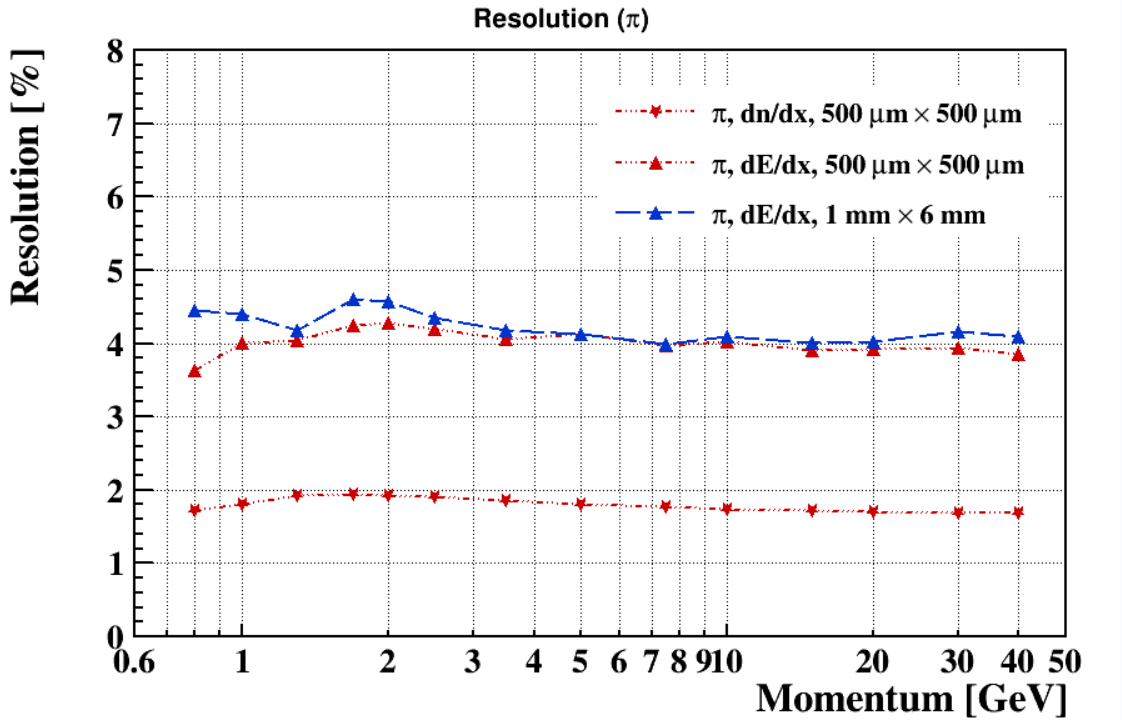 Resolution (π)
Resolution [%]
8
7
6
5
4
3
2
1
0
π, dn/dx, 500 μm × 500 μm
π, dE/dx, 500 μm × 500 μm
π, dE/dx, 1 mm × 6 mm
0.6 1 2 3 4 5 6 7 8 910 20 30 40 50
Momentum [GeV]